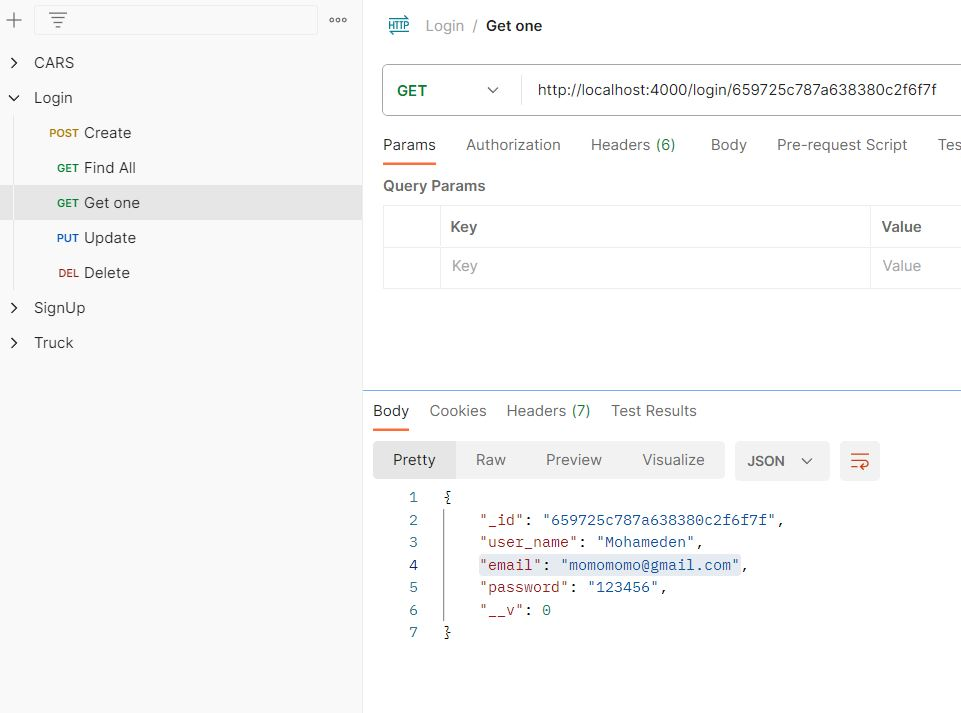 CARS
Login
POST Create
GET Find All
GET Get one
PUT Update
DEL Delete
SignUp
Truck
HTTP Login / Get one
GET http://localhost:4000/login/659725c787a638380c2f6f7f
Params Authorization Headers (6) Body Pre-request Script Tes
Query Params
Key Value
Key Value
Body Cookies Headers (7) Test Results
Pretty Raw Preview Visualize JSON
1 {
2 "_id": "659725c787a638380c2f6f7f",
3 "user_name": "Mohameden",
4 "email": "momomomo@gmail.com",
5 "password": "123456",
6 "__v": 0
7 }